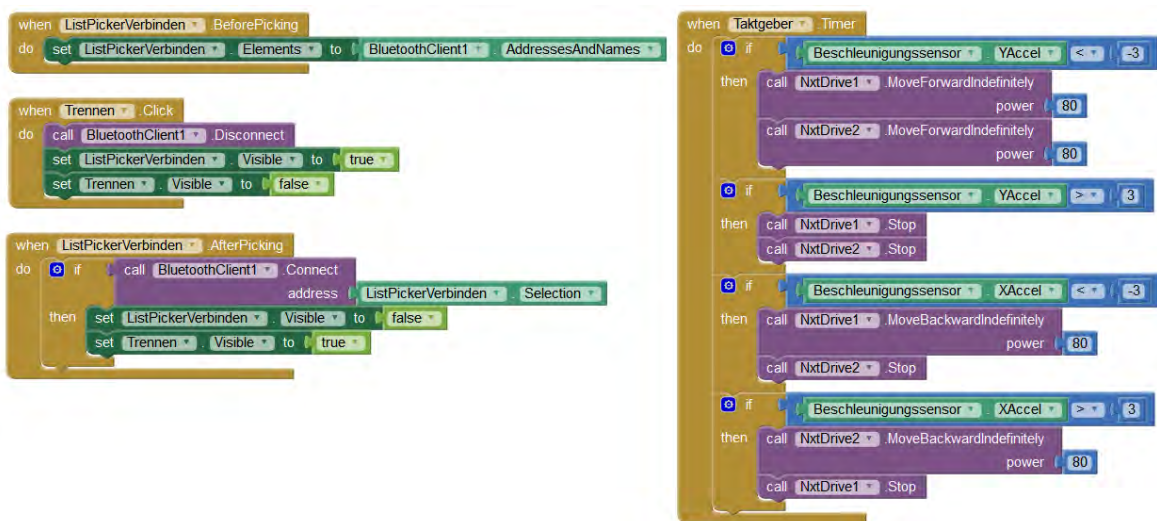 when ListPickerVerbinden .BeforePicking
do set ListPickerVerbinden . Elements to BluetoothClient1 . AddressesAndNames
when Trennen .Click
do call BluetoothClient1 .Disconnect
set ListPickerVerbinden . Visible to true
set Trennen . Visible to false
when ListPickerVerbinden .AfterPicking
do if call BluetoothClient1 .Connect
address ListPickerVerbinden . Selection
then set ListPickerVerbinden . Visible to false
set Trennen . Visible to true
when Taktgeber .Timer
do if Beschleunigungssensor . YAccel < -3
then call NxtDrive1 .MoveForwardIndefinitely
power 80
call NxtDrive2 .MoveForwardIndefinitely
power 80
if Beschleunigungssensor . YAccel > 3
then call NxtDrive1 .Stop
call NxtDrive2 .Stop
if Beschleunigungssensor . XAccel < -3
then call NxtDrive1 .MoveBackwardIndefinitely
power 80
call NxtDrive2 .Stop
if Beschleunigungssensor . XAccel > 3
then call NxtDrive2 .MoveBackwardIndefinitely
power 80
call NxtDrive1 .Stop